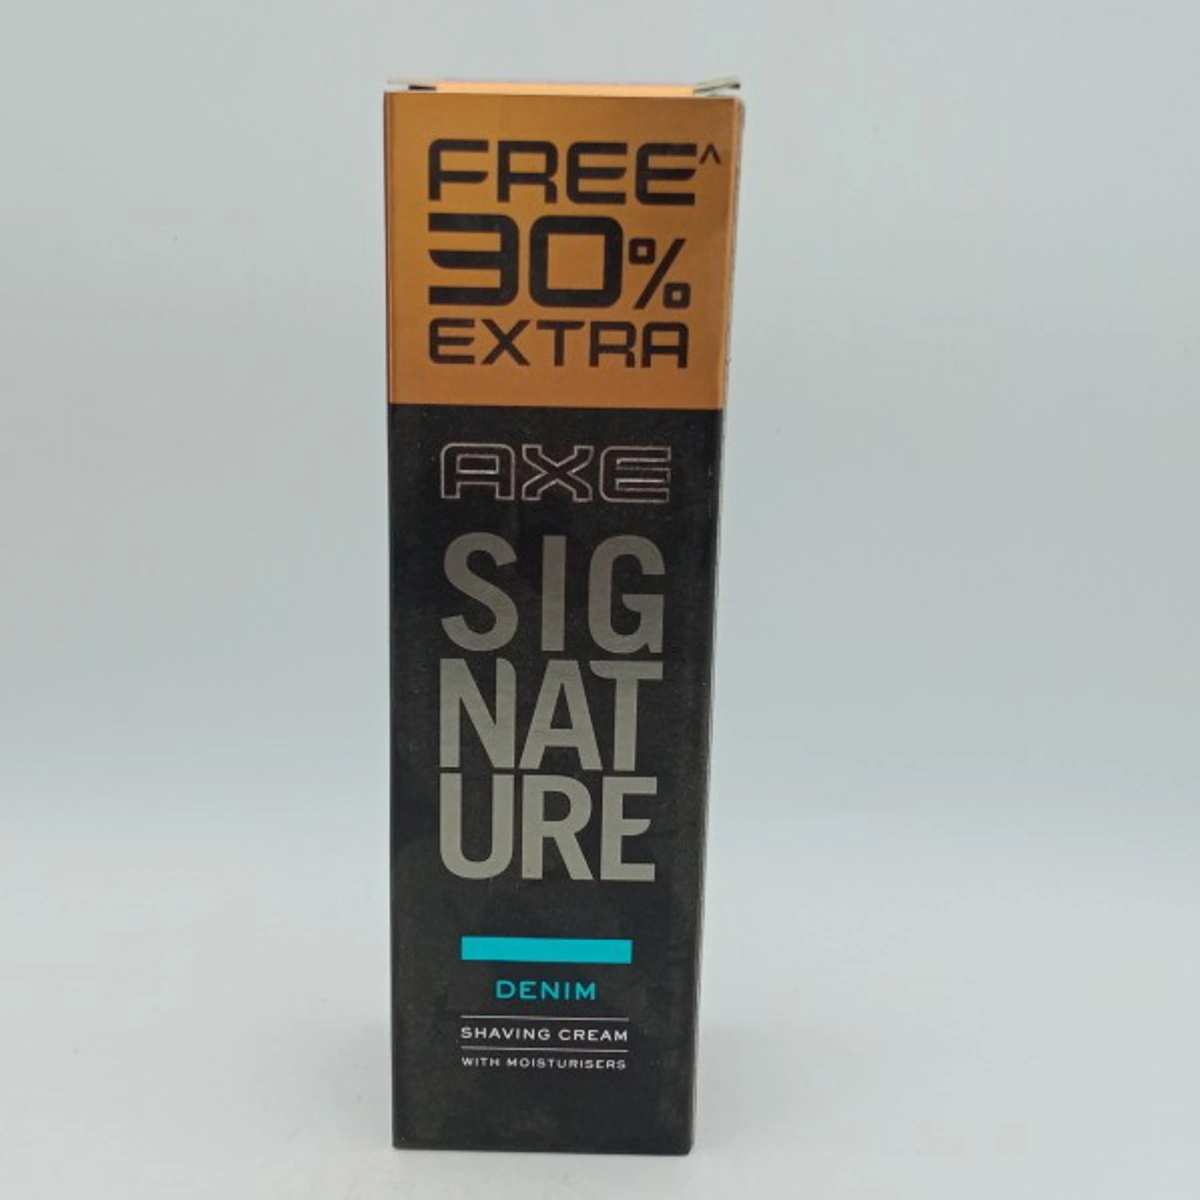 FREE^
30%
EXTRA
AXE
SIG
NAT
URE
DENIM
SHAVING CREAM
WITH MOISTURISERS